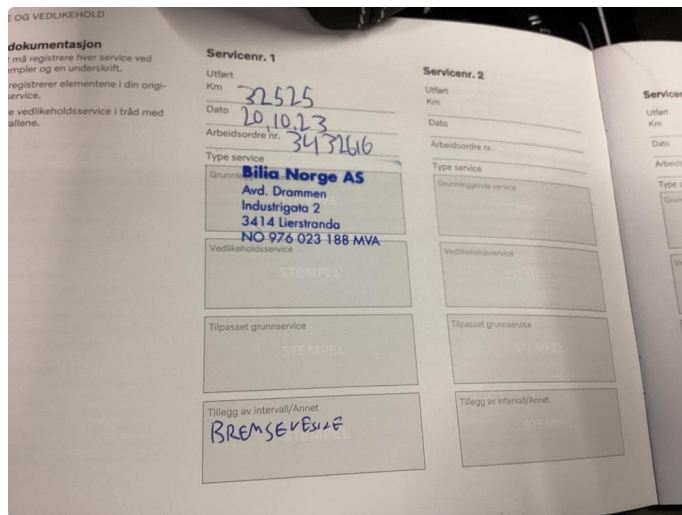 E OG VEDLIKEHOLD
dokumentasjon
må registrere hver service ved
empler og en underskrift.
registrerer elementene i din origi-
service.
e vedlikeholdsservice i tråd med
allene.
Servicenr. 1
Utført
Km 32525
Dato 20,10,23
Arbeidsordre nr. 3432616
Type service
Bilia Norge AS
Avd. Drammen
Industrigata 2
3414 Lierstranda
NO 976 023 188 MVA
Vedlikeholdsservice
STEMPEL
Tilpasset grunnservice
STEMPEL
Tillegg av intervall/Annet
BREMSEVESKE
Servicenr. 2
Utført
Km
Dato
Arbeidsordre nr.
Type service
Grunnleggende service
STEMPEL
Vedlikeholdsservice
STEMPEL
Tilpasset grunnservice
STEMPEL
Tillegg av intervall/Annet
STEMPEL
Servicer
Utført
Km
Dato
Arbeids
Type s